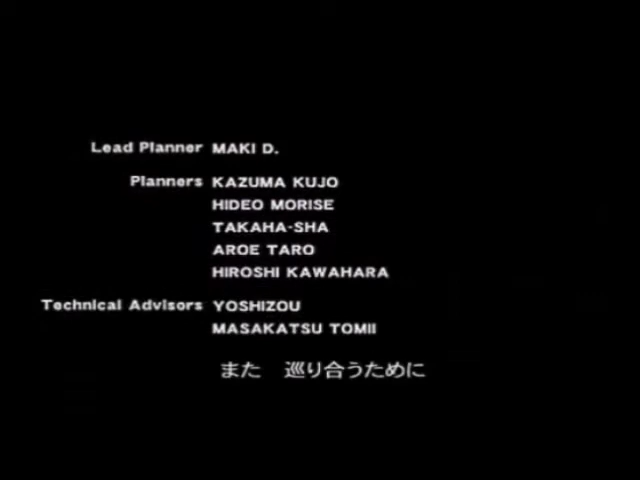 Lead Planner MAKI D.
Planners KAZUMA KUJO
HIDEO MORISE
TAKAHA-SHA
AROE TARO
HIROSHI KAWAHARA
Technical Advisors YOSHIZOU
MASAKATSU TOMII
また 巡り合うために